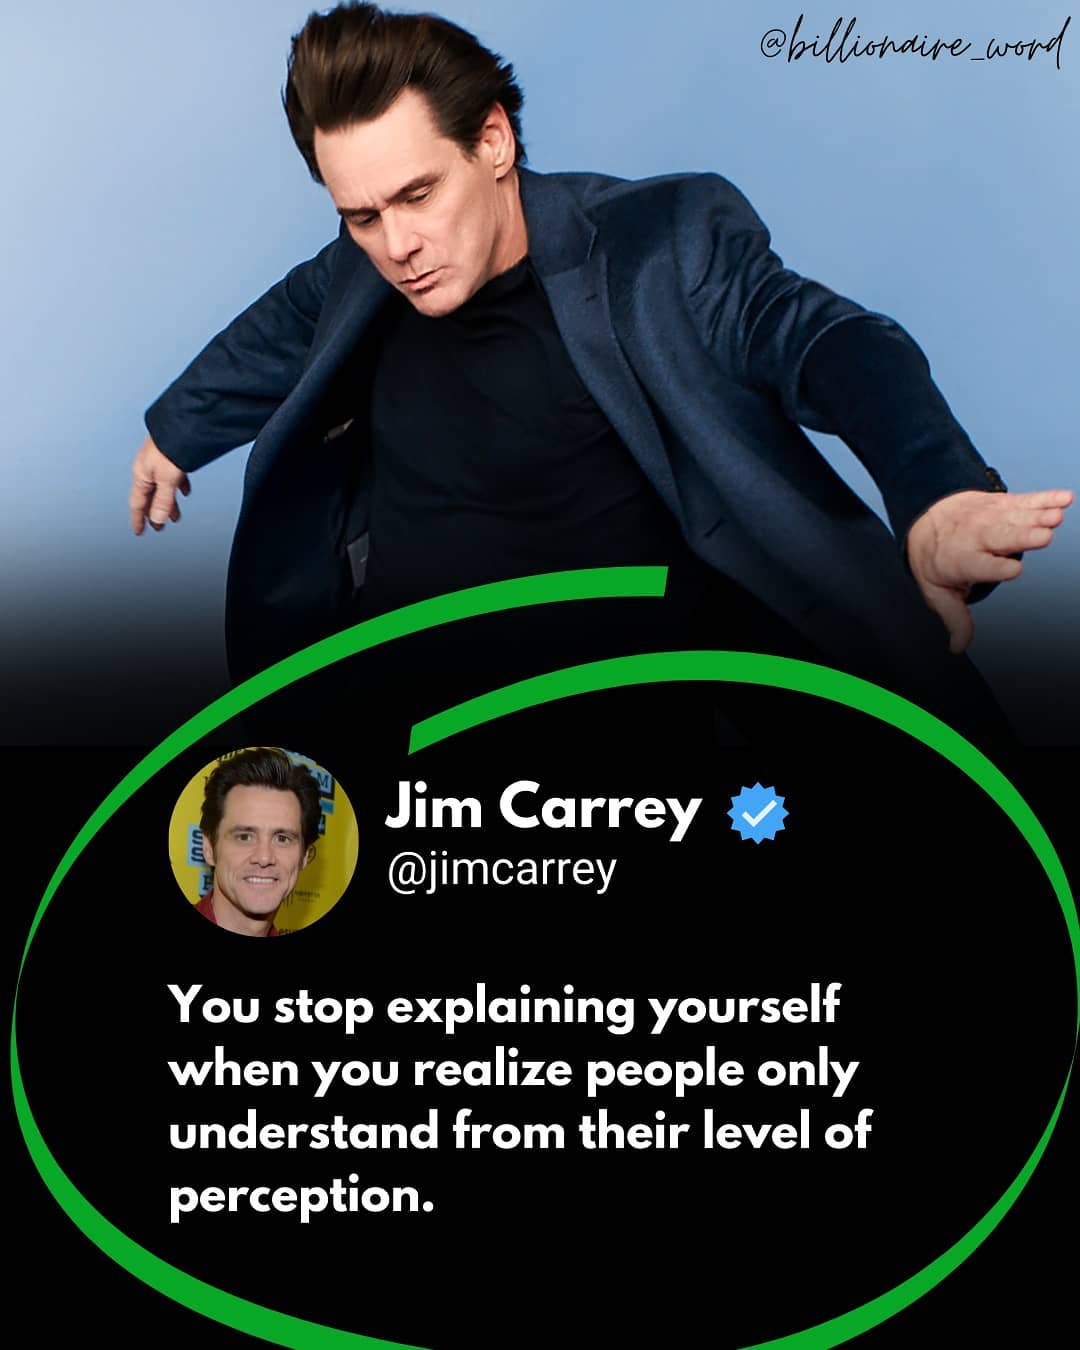 @billionaire_word
Jim Carrey
@jimcarrey
You stop explaining yourself
when you realize people only
understand from their level of
perception.